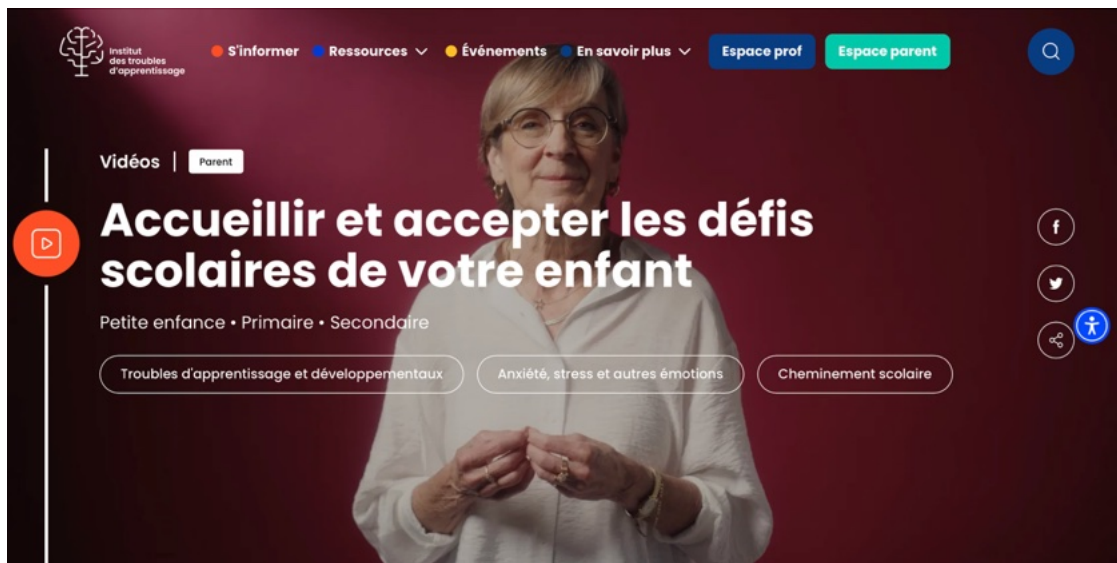 Institut
des troubles
d'apprentissage
S'informer
Ressources
Événements
En savoir plus
Espace prof
Espace parent
Vidéos
Parent
Accueillir et accepter les défis
scolaires de votre enfant
Petite enfance • Primaire • Secondaire
Troubles d'apprentissage et développementaux
Anxiété, stress et autres émotions
Cheminement scolaire